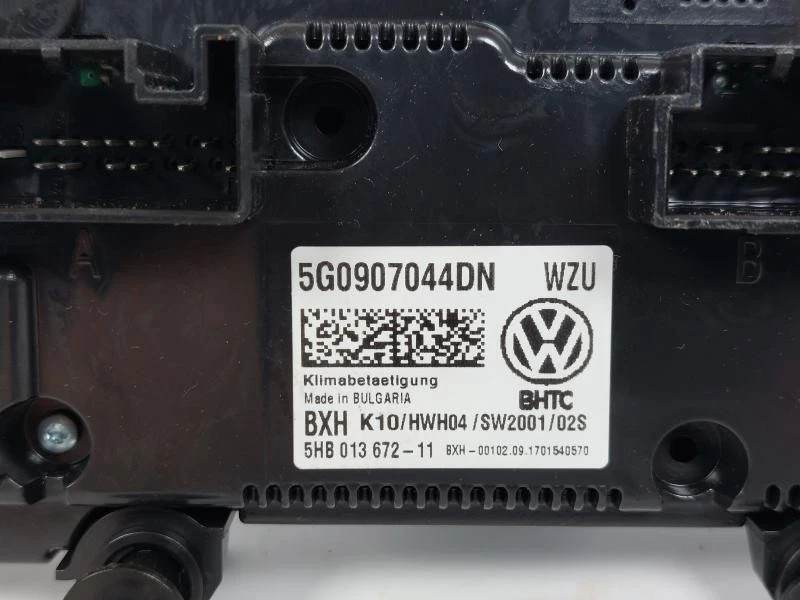 A
B
5G0907044DN WZU
Klimabetaetigung
Made in BULGARIA
BHTC
BXH K10/HWH04/SW2001/02S
5HB 013 672-11 BXH-00102.09.1701540570